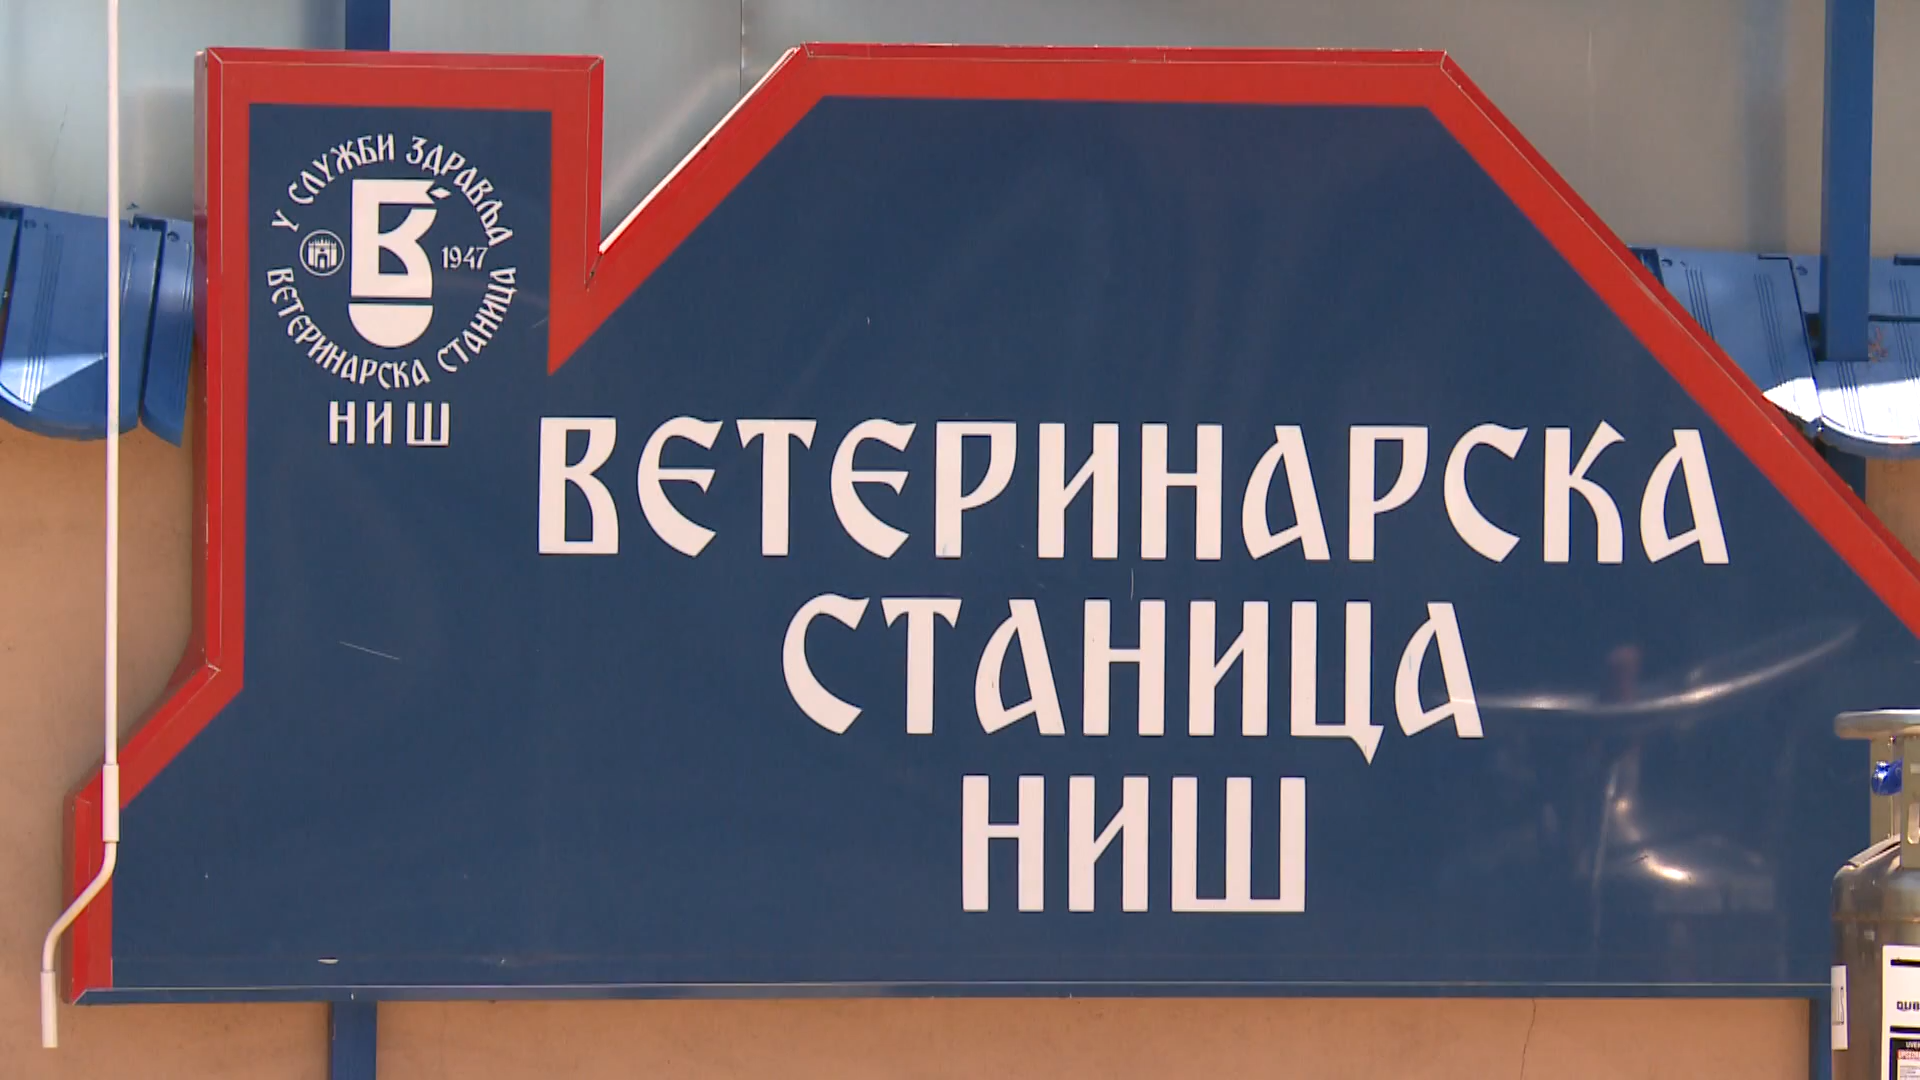 У СЛУЖБИ ЗДРАВЉА
В
1947
ВЕТЕРИНАРСКА СТАНИЦА
НИШ
ВЕТЕРИНАРСКА
СТАНИЦА
НИШ